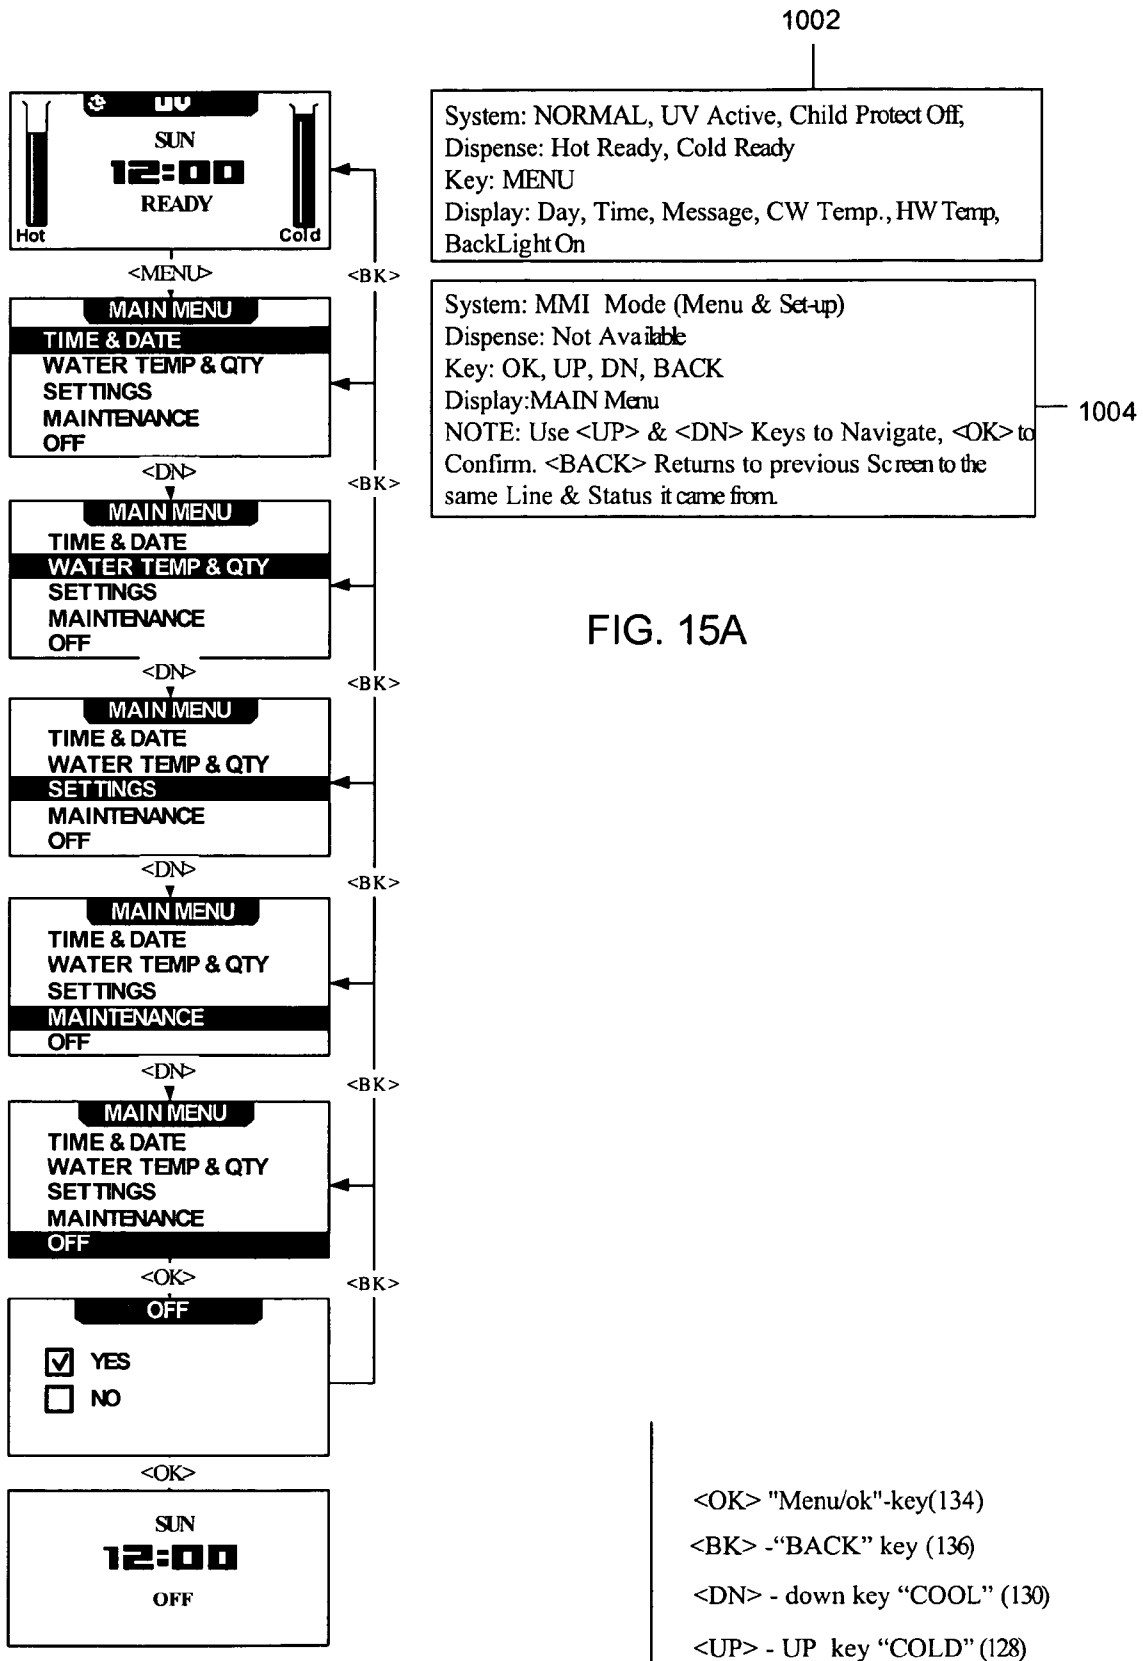 1002
UV
SUN
12:00
READY
Hot
Cold
System: NORMAL, UV Active, Child Protect Off,
Dispense: Hot Ready, Cold Ready
Key: MENU
Display: Day, Time, Message, CW Temp., HW Temp,
BackLight On
<MENU>
<BK>
MAIN MENU
TIME & DATE
WATER TEMP & QTY
SETTINGS
MAINTENANCE
OFF
System: MMI Mode (Menu & Set-up)
Dispense: Not Available
Key: OK, UP, DN, BACK
Display:MAIN Menu
NOTE: Use <UP> & <DN> Keys to Navigate, <OK> to
Confirm. <BACK> Returns to previous Screen to the
same Line & Status it came from.
1004
<DN>
<BK>
MAIN MENU
TIME & DATE
WATER TEMP & QTY
SETTINGS
MAINTENANCE
OFF
FIG. 15A
<DN>
<BK>
MAIN MENU
TIME & DATE
WATER TEMP & QTY
SETTINGS
MAINTENANCE
OFF
<DN>
<BK>
MAIN MENU
TIME & DATE
WATER TEMP & QTY
SETTINGS
MAINTENANCE
OFF
<DN>
<BK>
MAIN MENU
TIME & DATE
WATER TEMP & QTY
SETTINGS
MAINTENANCE
OFF
<OK>
<BK>
OFF
YES
NO
<OK>
SUN
12:00
OFF
<OK> "Menu/ok"-key(134)
<BK> -“BACK” key (136)
<DN> - down key “COOL” (130)
<UP> - UP key “COLD” (128)